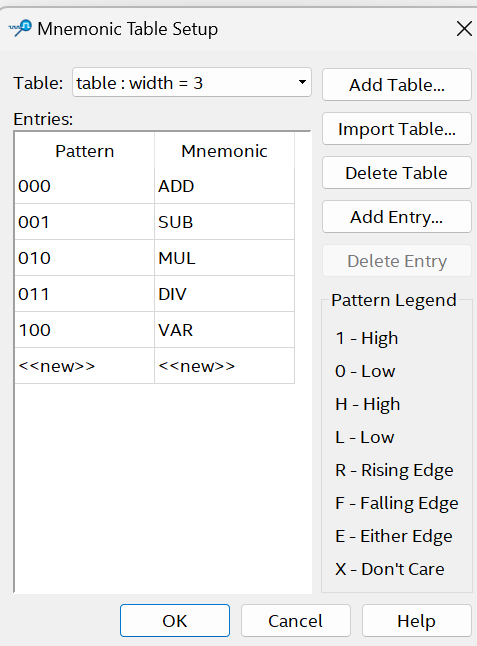 Mnemonic Table Setup
Table: table : width = 3
Add Table...
Import Table...
Delete Table
Add Entry...
Delete Entry
Entries:
Pattern Mnemonic
000 ADD
001 SUB
010 MUL
011 DIV
100 VAR
<<new>> <<new>>
Pattern Legend
1 - High
0 - Low
H - High
L - Low
R - Rising Edge
F - Falling Edge
E - Either Edge
X - Don't Care
OK Cancel Help